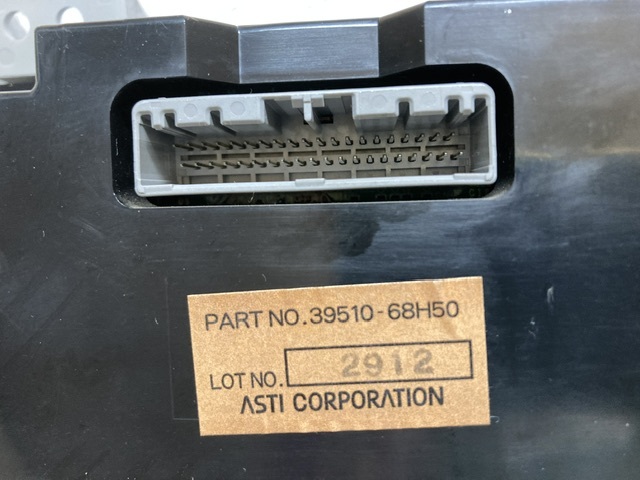 PART NO.39510-68H50
LOT NO. 2912
ASTI CORPORATION